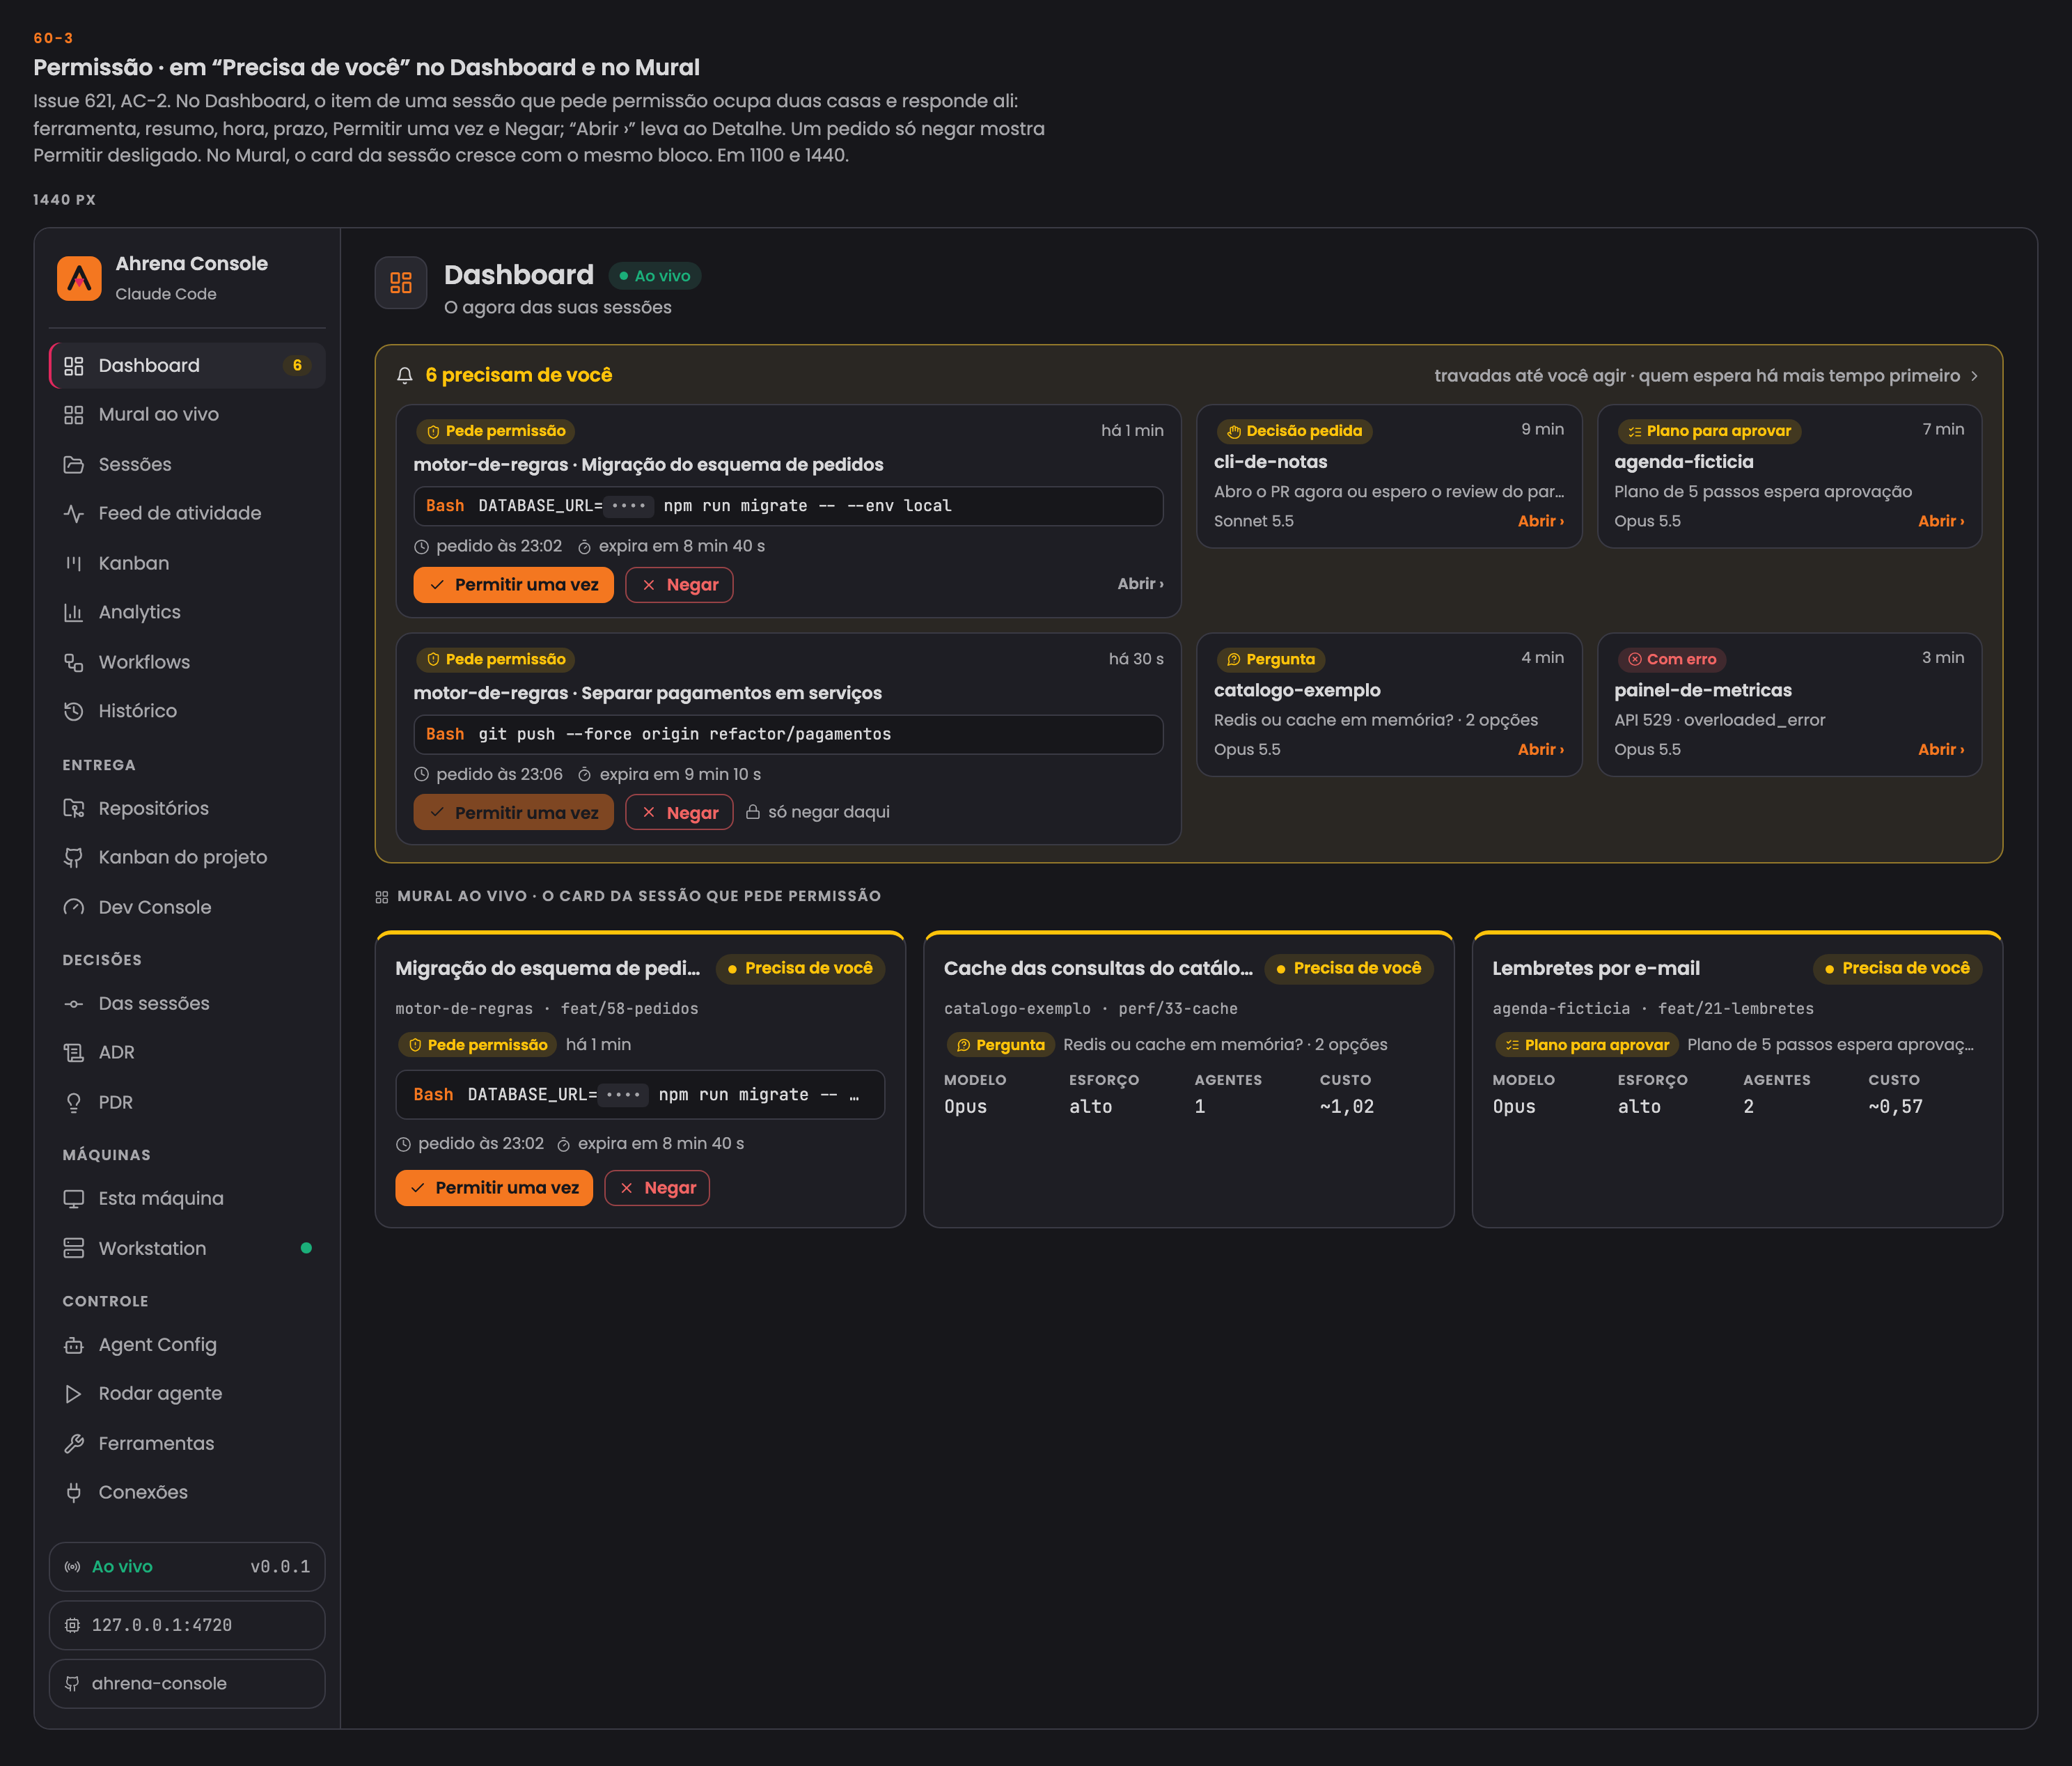 60-3
Permissão · em “Precisa de você” no Dashboard e no Mural
Issue 621, AC-2. No Dashboard, o item de uma sessão que pede permissão ocupa duas casas e responde ali:
ferramenta, resumo, hora, prazo, Permitir uma vez e Negar; “Abrir ›” leva ao Detalhe. Um pedido só negar mostra
Permitir desligado. No Mural, o card da sessão cresce com o mesmo bloco. Em 1100 e 1440.
1440 PX
Ahrena Console
Claude Code
Dashboard 6
Mural ao vivo
Sessões
Feed de atividade
Kanban
Analytics
Workflows
Histórico
ENTREGA
Repositórios
Kanban do projeto
Dev Console
DECISÕES
Das sessões
ADR
PDR
MÁQUINAS
Esta máquina
Workstation
CONTROLE
Agent Config
Rodar agente
Ferramentas
Conexões
Ao vivo v0.0.1
127.0.0.1:4720
ahrena-console
Dashboard Ao vivo
O agora das suas sessões
6 precisam de você
travadas até você agir · quem espera há mais tempo primeiro ›
Pede permissão há 1 min
motor-de-regras · Migração do esquema de pedidos
Bash DATABASE_URL=•••• npm run migrate -- --env local
pedido às 23:02 expira em 8 min 40 s
Permitir uma vez Negar Abrir ›
Decisão pedida 9 min
cli-de-notas
Abro o PR agora ou espero o review do par…
Sonnet 5.5 Abrir ›
Plano para aprovar 7 min
agenda-ficticia
Plano de 5 passos espera aprovação
Opus 5.5 Abrir ›
Pede permissão há 30 s
motor-de-regras · Separar pagamentos em serviços
Bash git push --force origin refactor/pagamentos
pedido às 23:06 expira em 9 min 10 s
Permitir uma vez Negar só negar daqui
Pergunta 4 min
catalogo-exemplo
Redis ou cache em memória? · 2 opções
Opus 5.5 Abrir ›
Com erro 3 min
painel-de-metricas
API 529 · overloaded_error
Opus 5.5 Abrir ›
MURAL AO VIVO · O CARD DA SESSÃO QUE PEDE PERMISSÃO
Migração do esquema de pedi… Precisa de você
motor-de-regras · feat/58-pedidos
Pede permissão há 1 min
Bash DATABASE_URL=•••• npm run migrate -- …
pedido às 23:02 expira em 8 min 40 s
Permitir uma vez Negar
Cache das consultas do catálo… Precisa de você
catalogo-exemplo · perf/33-cache
Pergunta Redis ou cache em memória? · 2 opções
MODELO ESFORÇO AGENTES CUSTO
Opus alto 1 ~1,02
Lembretes por e-mail Precisa de você
agenda-ficticia · feat/21-lembretes
Plano para aprovar Plano de 5 passos espera aprovaç…
MODELO ESFORÇO AGENTES CUSTO
Opus alto 2 ~0,57